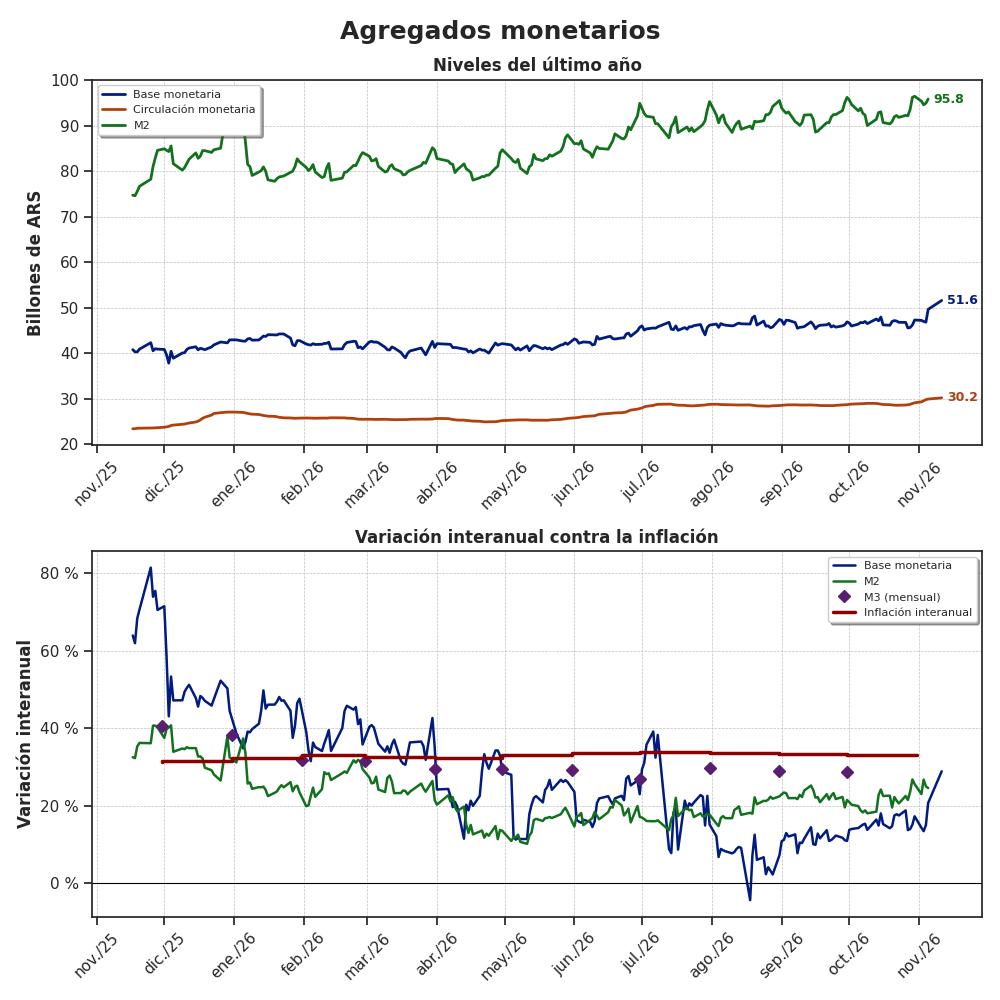 Agregados monetarios
Niveles del último año
Billones de ARS
100
90
80
70
60
50
40
30
20
Base monetaria
Circulación monetaria
M2
95.8
51.6
30.2
nov./25
dic./25
ene./26
feb./26
mar./26
abr./26
may./26
jun./26
jul./26
ago./26
sep./26
oct./26
nov./26
Variación interanual contra la inflación
Variación interanual
80 %
60 %
40 %
20 %
0 %
Base monetaria
M2
M3 (mensual)
Inflación interanual
nov./25
dic./25
ene./26
feb./26
mar./26
abr./26
may./26
jun./26
jul./26
ago./26
sep./26
oct./26
nov./26